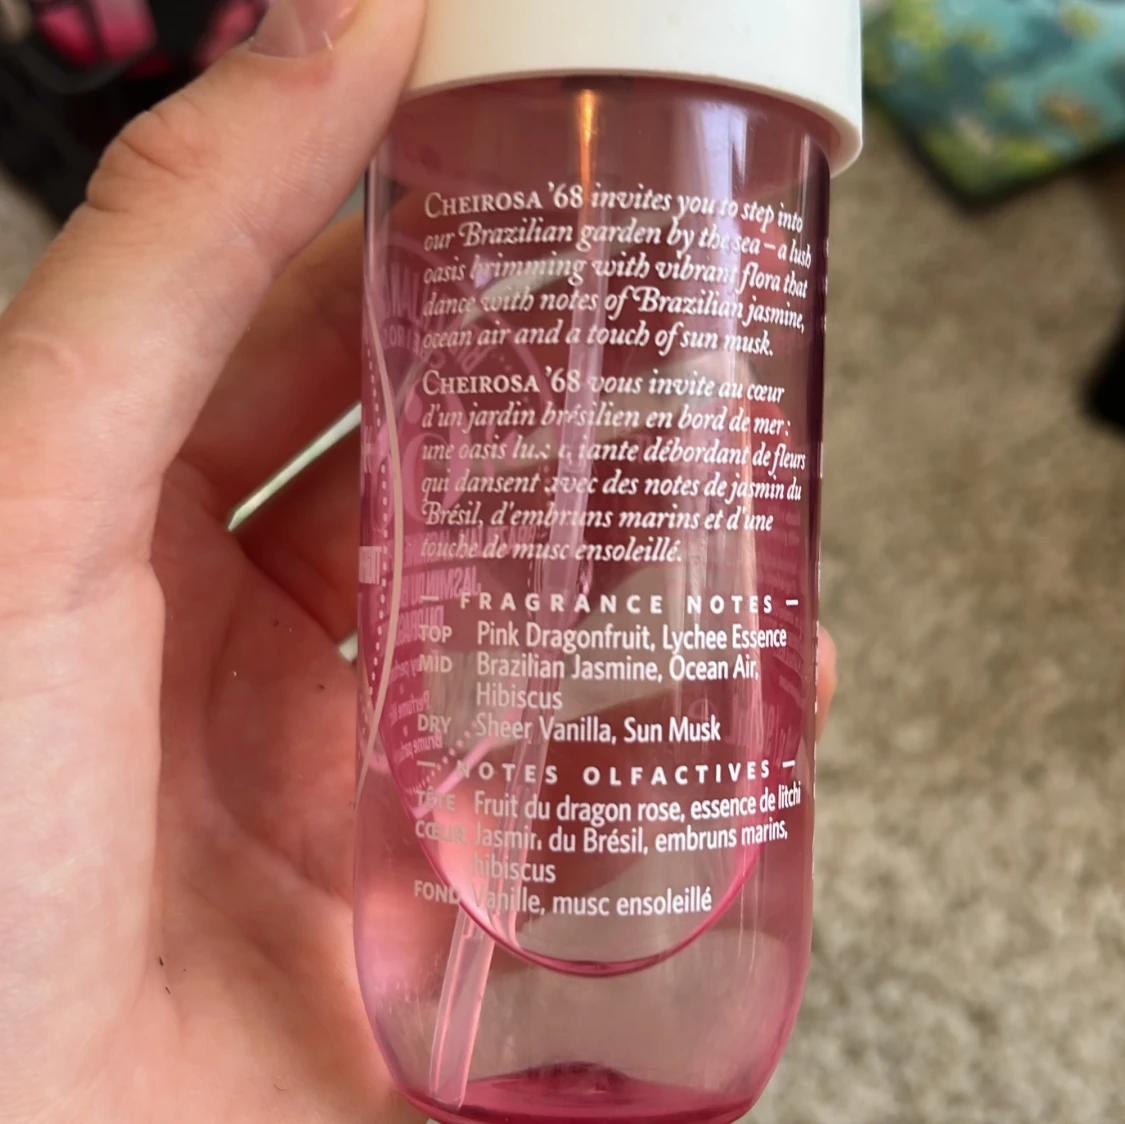 CHEIROSA '68 invites you to step into
our Brazilian garden by the sea – a lush
oasis brimming with vibrant flora that
dance with notes of Brazilian jasmine,
ocean air and a touch of sun musk.
CHEIROSA '68 vous invite au cœur
d'un jardin brésilien en bord de mer :
une oasis luxuriante débordant de fleurs
qui dansent avec des notes de jasmin du
Brésil, d'embruns marins et d'une
touche de musc ensoleillé.
— FRAGRANCE NOTES —
TOP Pink Dragonfruit, Lychee Essence
MID Brazilian Jasmine, Ocean Air,
Hibiscus
DRY Sheer Vanilla, Sun Musk
— NOTES OLFACTIVES —
TÊTE Fruit du dragon rose, essence de litchi
CŒUR Jasmin du Brésil, embruns marins,
hibiscus
FOND Vanille, musc ensoleillé